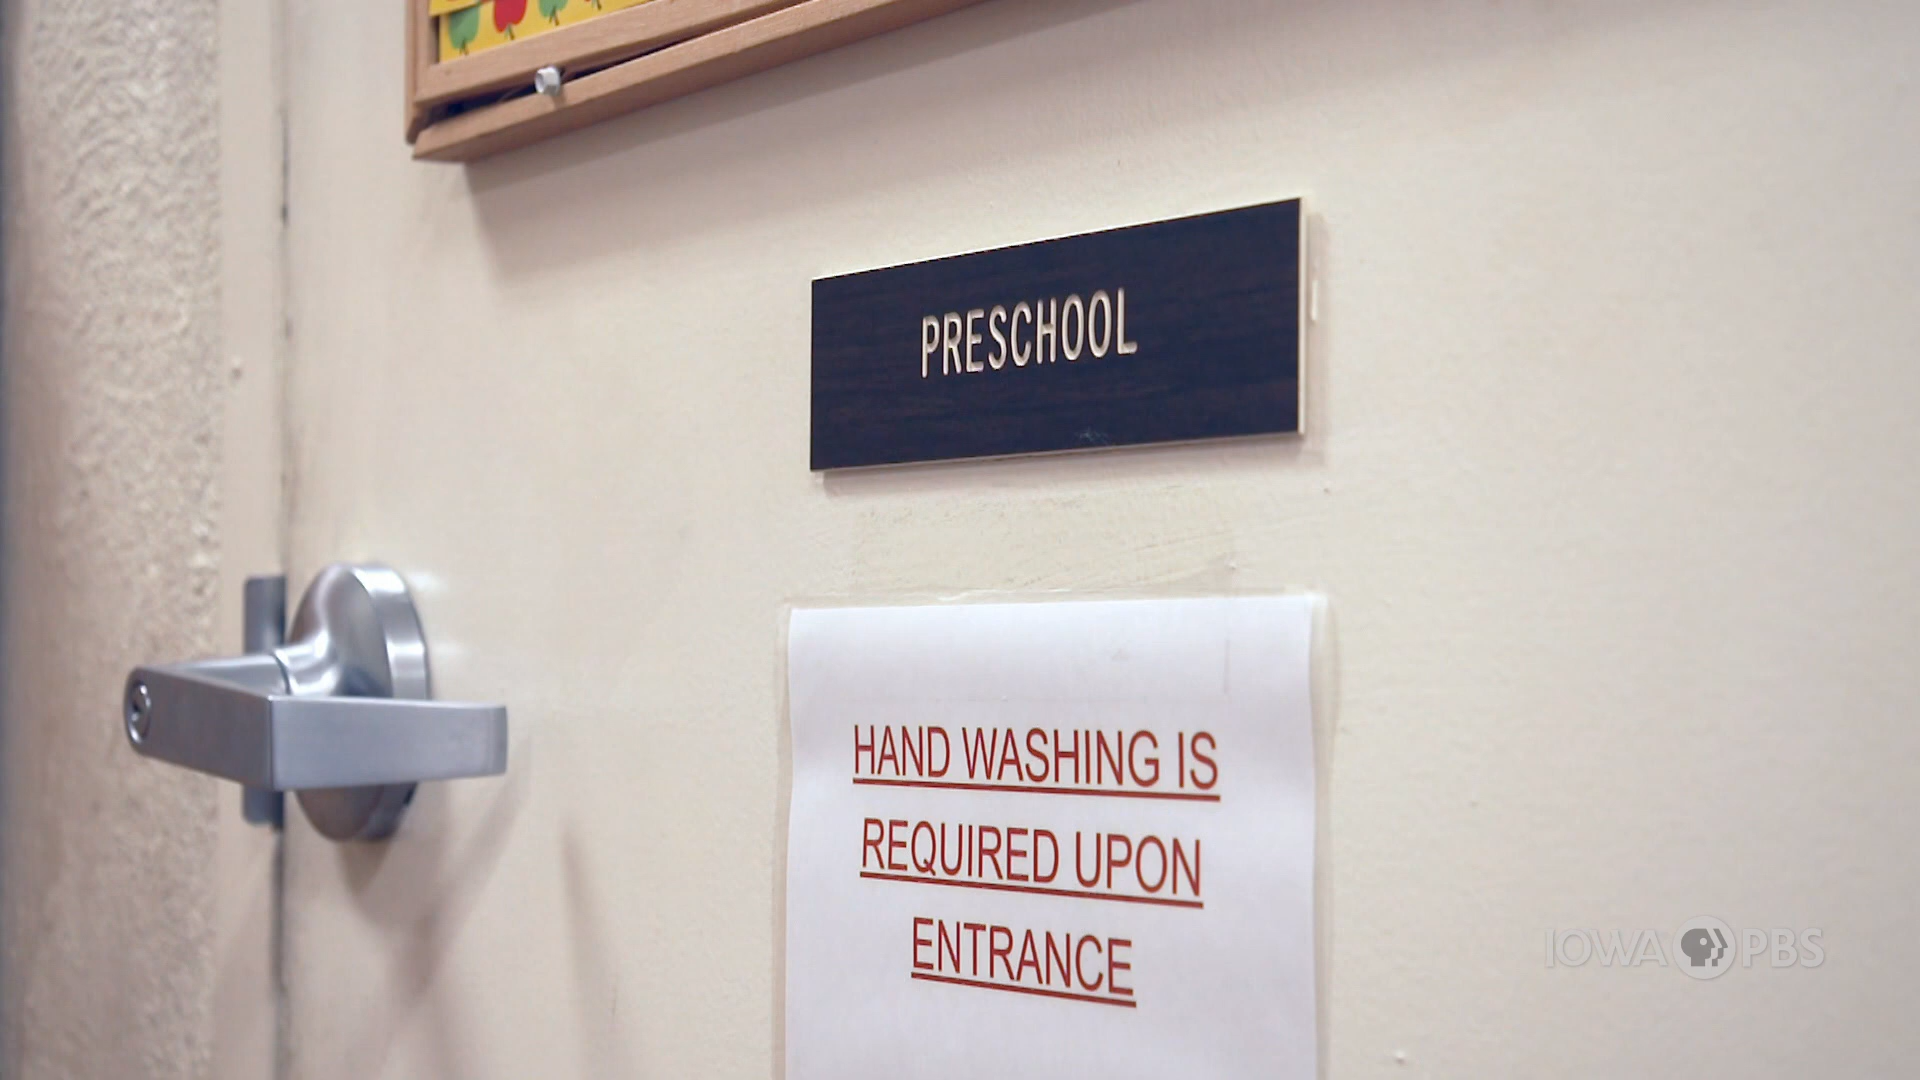 PRESCHOOL
HAND WASHING IS
REQUIRED UPON
ENTRANCE
IOWA PBS